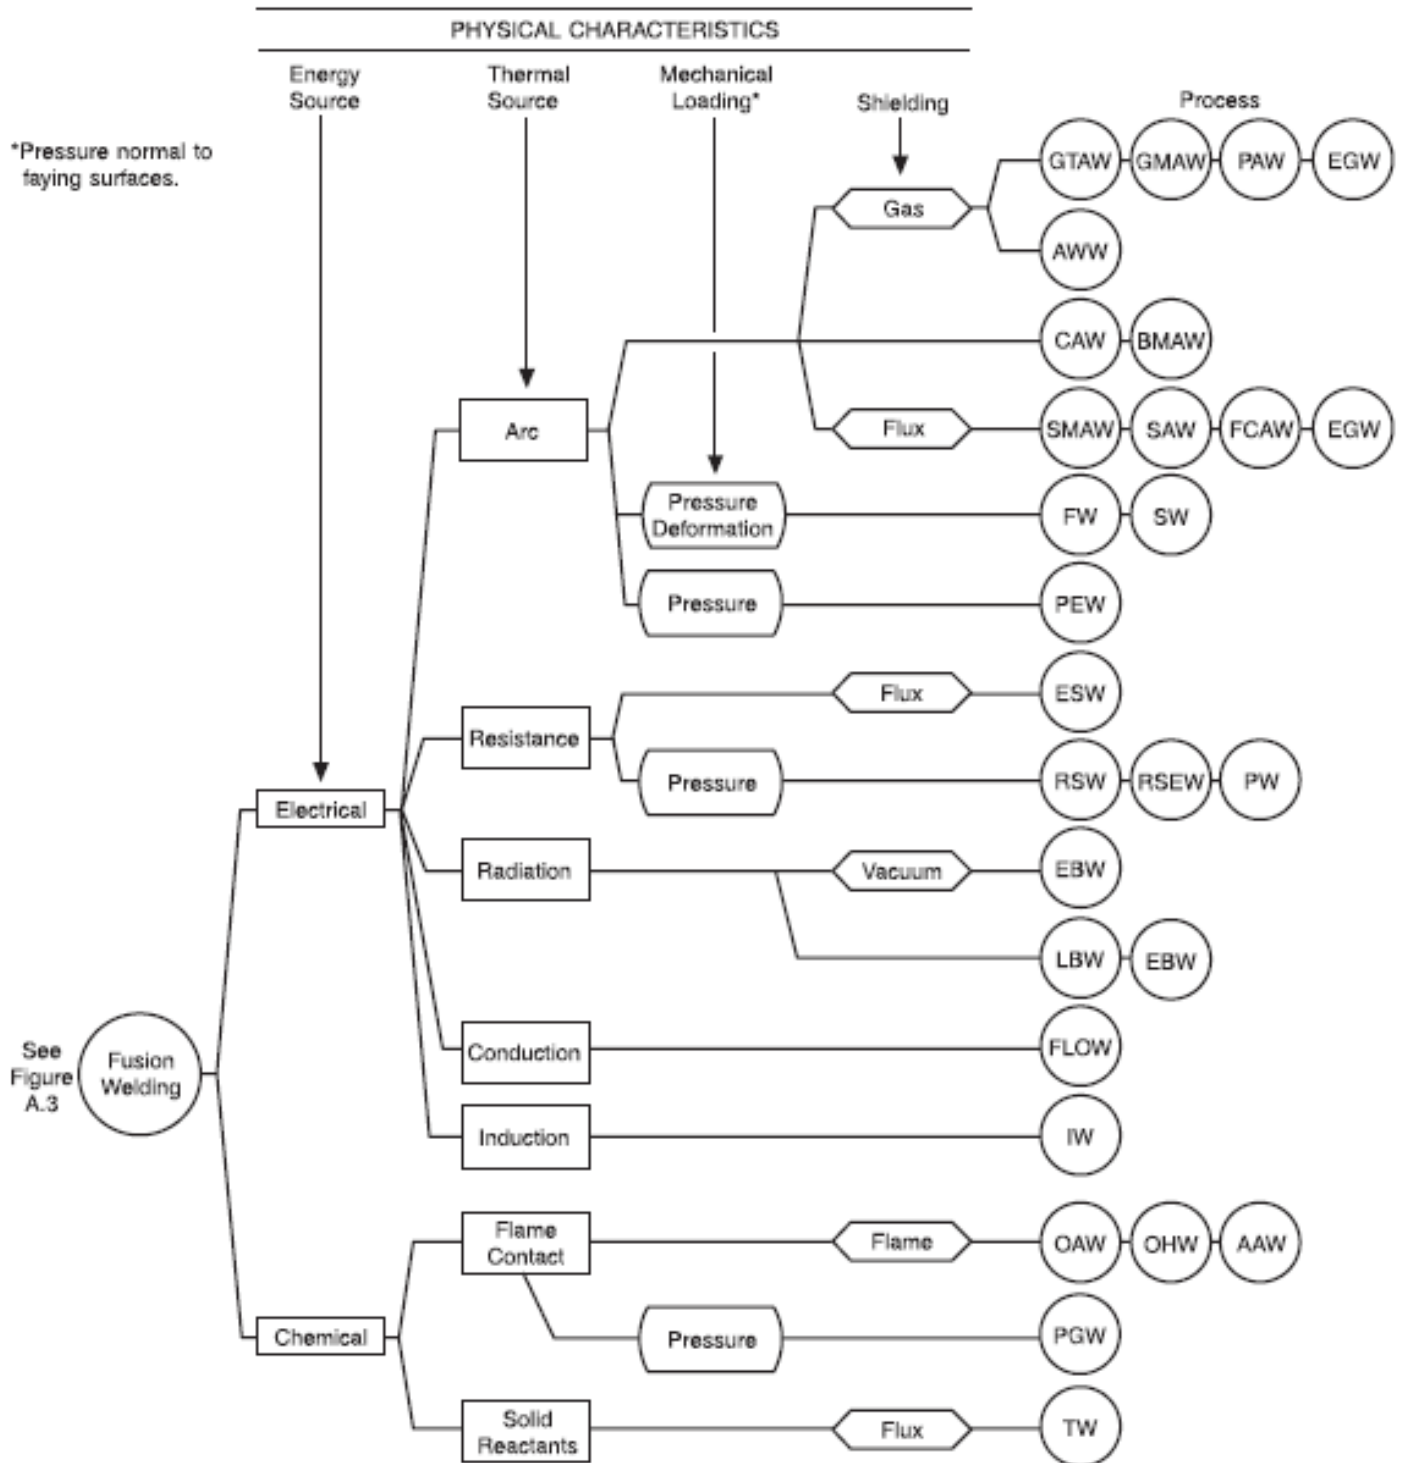 PHYSICAL CHARACTERISTICS
Energy
Source
Thermal
Source
Mechanical
Loading*
Shielding
Process
*Pressure normal to
faying surfaces.
GTAW
GMAW
PAW
EGW
Gas
AWW
CAW
BMAW
Arc
Flux
SMAW
SAW
FCAW
EGW
Pressure
Deformation
FW
SW
Pressure
PEW
Flux
ESW
Resistance
Pressure
RSW
RSEW
PW
Electrical
Radiation
Vacuum
EBW
LBW
EBW
See
Figure
A.3
Fusion
Welding
Conduction
FLOW
Induction
IW
Flame
Contact
Flame
OAW
OHW
AAW
Chemical
Pressure
PGW
Solid
Reactants
Flux
TW